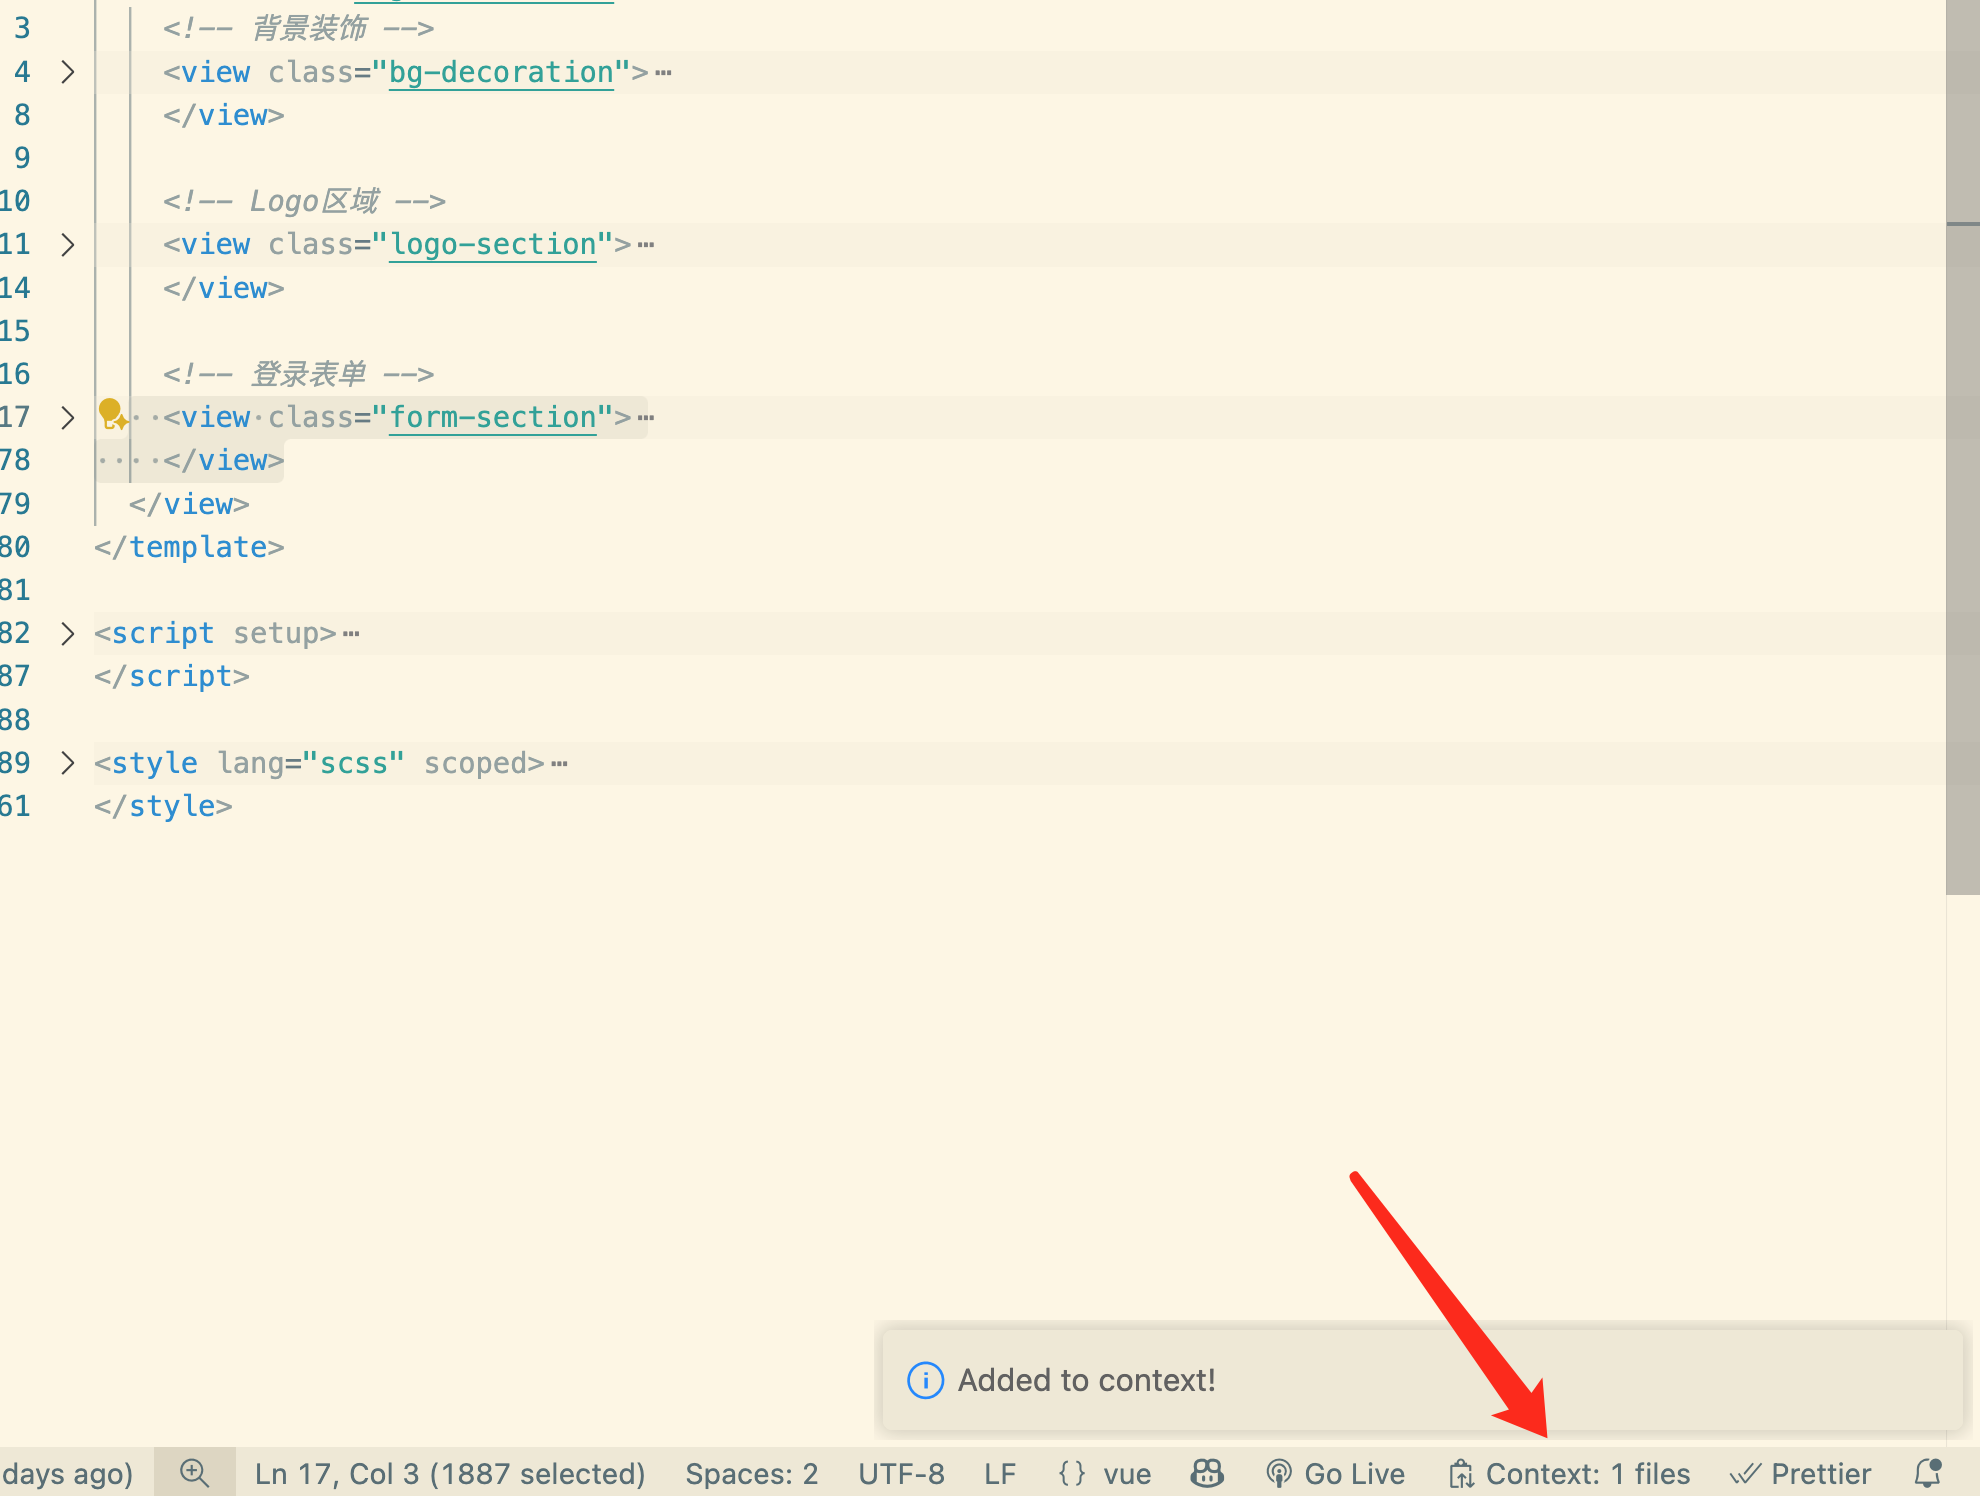 3 <!-- 背景装饰 -->
4 <view class="bg-decoration">⋯
8 </view>
9
10 <!-- Logo区域 -->
11 <view class="logo-section">⋯
14 </view>
15
16 <!-- 登录表单 -->
17 <view class="form-section">⋯
78 </view>
79 </view>
80 </template>
81
82 <script setup>⋯
87 </script>
88
89 <style lang="scss" scoped>⋯
61 </style>
Added to context!
days ago) Ln 17, Col 3 (1887 selected) Spaces: 2 UTF-8 LF {} vue Go Live Context: 1 files Prettier